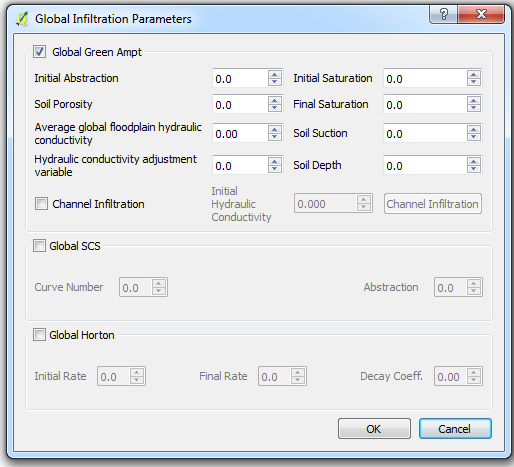 Global Infiltration Parameters
?
Global Green Ampt
Initial Abstraction 0.0 Initial Saturation 0.0
Soil Porosity 0.0 Final Saturation 0.0
Average global floodplain hydraulic
conductivity 0.00 Soil Suction 0.0
Hydraulic conductivity adjustment
variable 0.0 Soil Depth 0.0
Channel Infiltration
Initial
Hydraulic
Conductivity
0.000 Channel Infiltration
Global SCS
Curve Number 0.0 Abstraction 0.0
Global Horton
Initial Rate 0.0 Final Rate 0.0 Decay Coeff. 0.00
OK Cancel